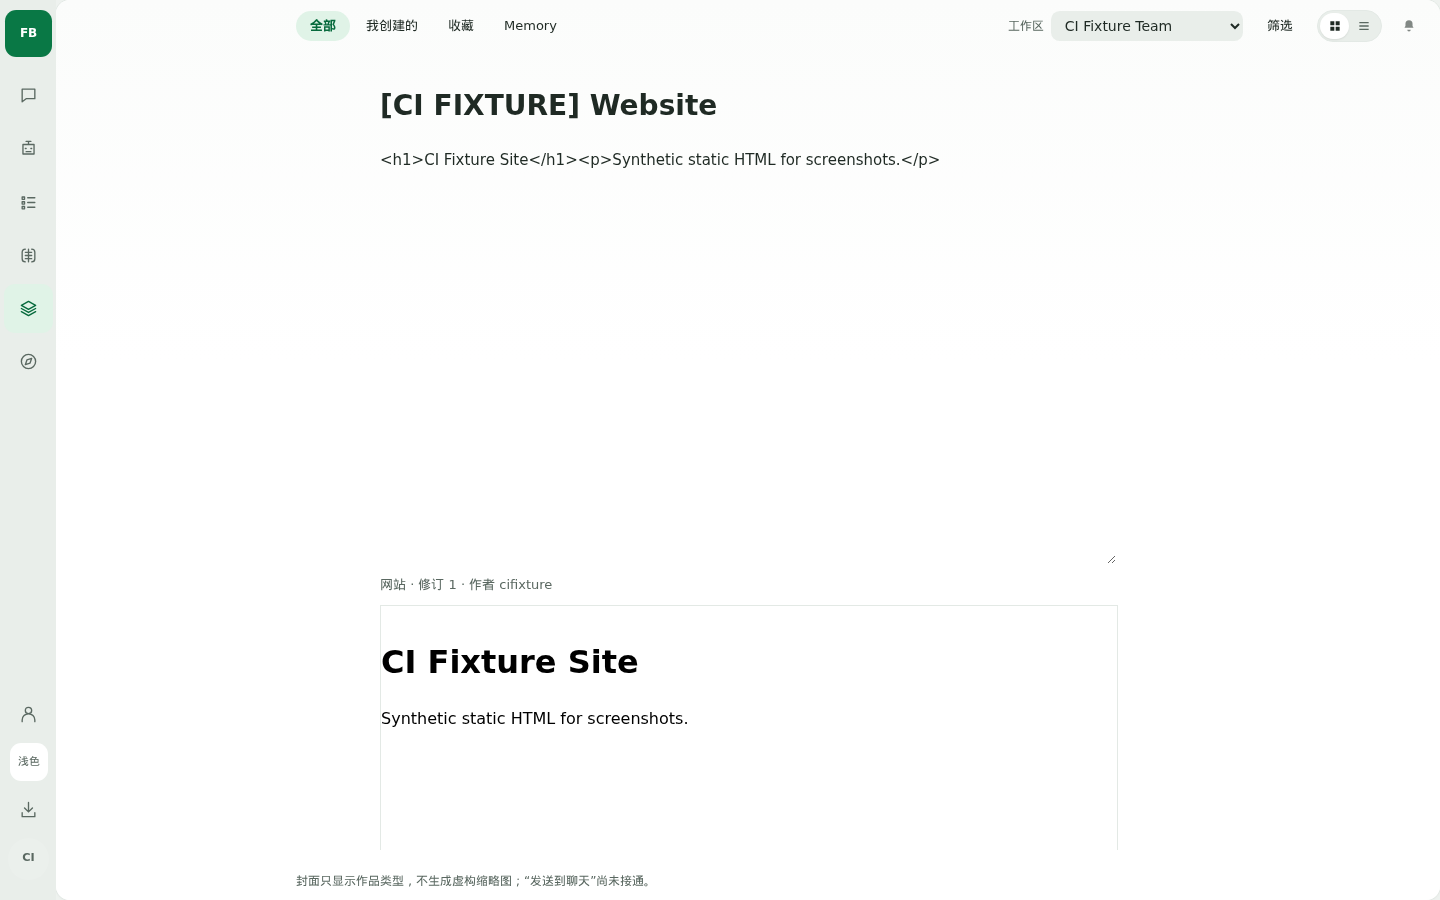 FB
全部 我创建的 收藏 Memory 工作区 CI Fixture Team 筛选
[CI FIXTURE] Website
<h1>CI Fixture Site</h1><p>Synthetic static HTML for screenshots.</p>
网站 · 修订 1 · 作者 cifixture
CI Fixture Site
Synthetic static HTML for screenshots.
浅色
CI
封面只显示作品类型，不生成虚构缩略图；“发送到聊天”尚未接通。